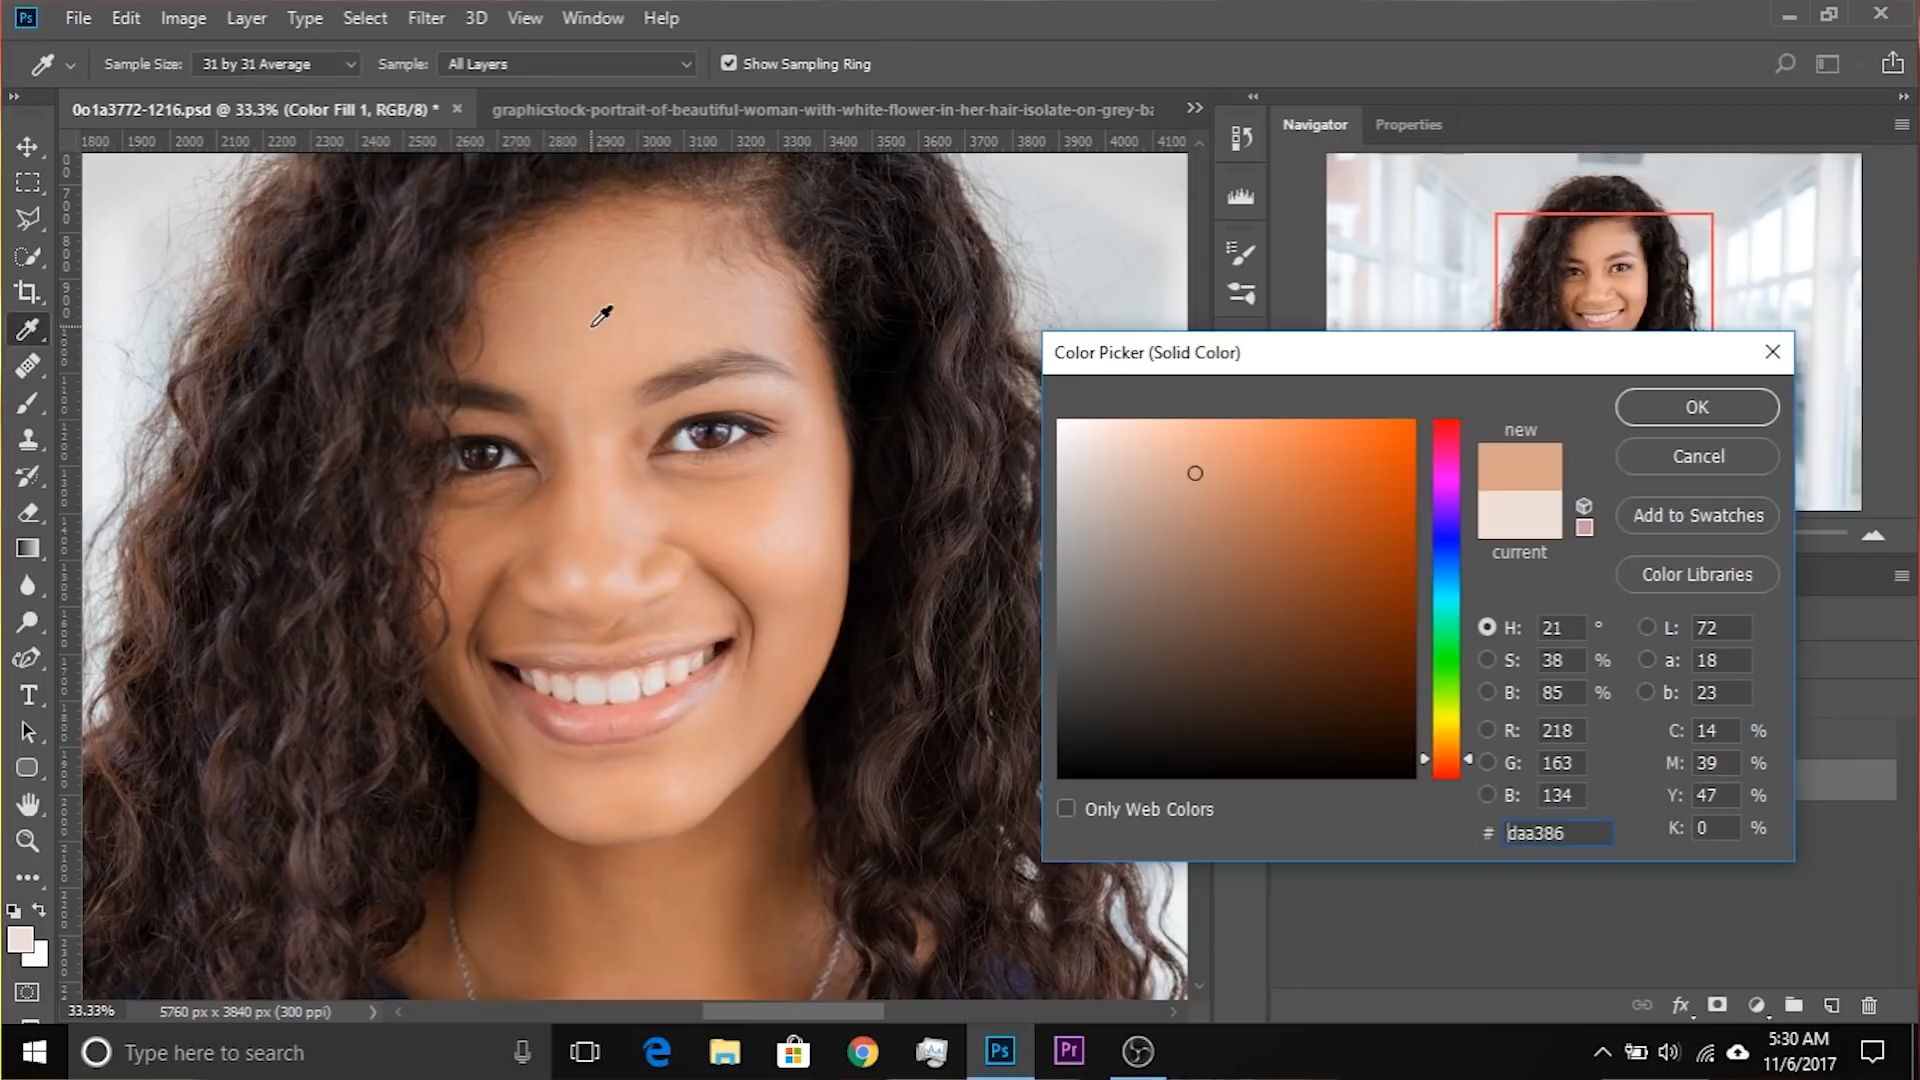 Ps File Edit Image Layer Type Select Filter 3D View Window Help
Sample Size: 31 by 31 Average Sample: All Layers Show Sampling Ring
0o1a3772-1216.psd @ 33.3% (Color Fill 1, RGB/8) * graphicstock-portrait-of-beautiful-woman-with-white-flower-in-her-hair-isolate-on-grey-ba
Navigator Properties
1800 1900 2000 2100 2200 2300 2400 2500 2600 2700 2800 2900 3000 3100 3200 3300 3400 3500 3600 3700 3800 3900 4000 4100
Color Picker (Solid Color)
OK
new
Cancel
Add to Swatches
current
Color Libraries
H: 21 ° L: 72
S: 38 % a: 18
B: 85 % b: 23
R: 218 C: 14 %
G: 163 M: 39 %
B: 134 Y: 47 %
# daa386 K: 0 %
Only Web Colors
T
fx
33.33% 5760 px x 3840 px (300 ppi)
Type here to search
Ps Pr
5:30 AM
11/6/2017